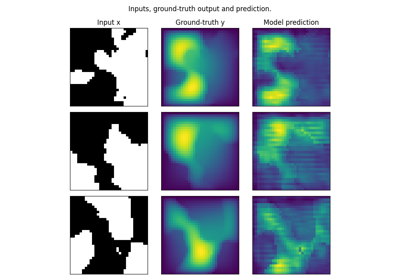 Inputs, ground-truth output and prediction.
Input x
Ground-truth y
Model prediction